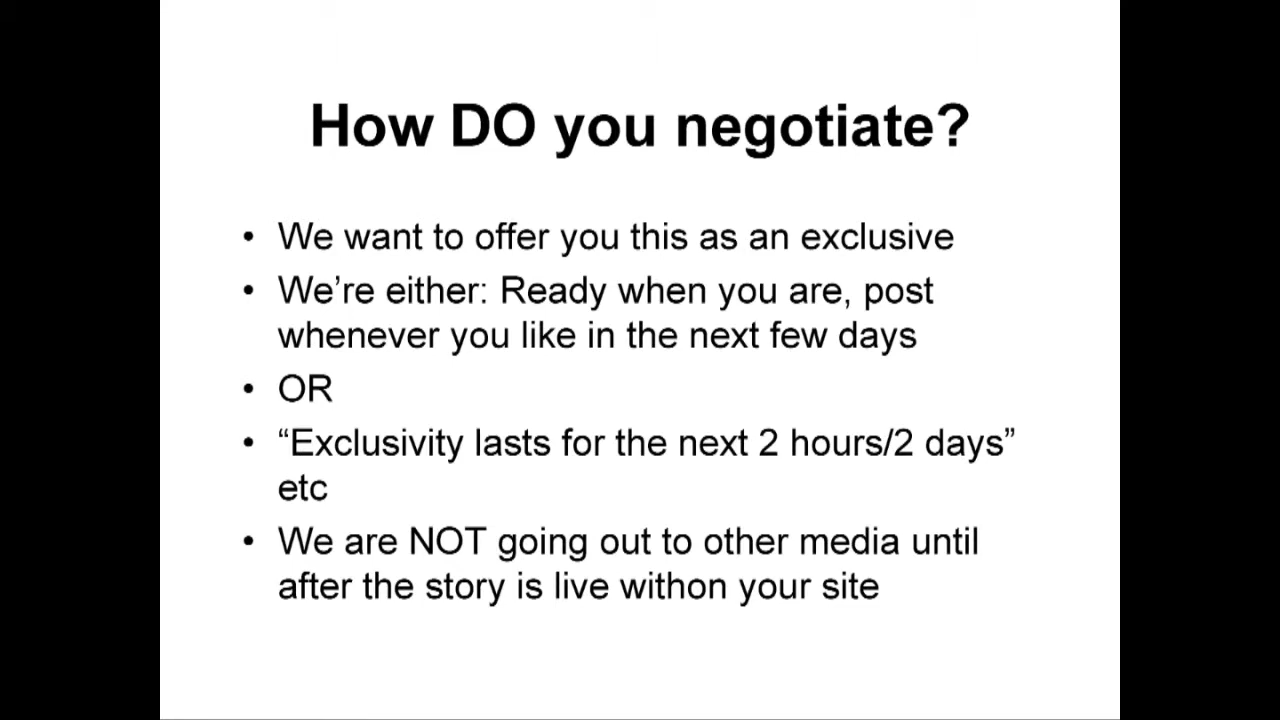 How DO you negotiate?
• We want to offer you this as an exclusive
• We’re either: Ready when you are, post
whenever you like in the next few days
• OR
• “Exclusivity lasts for the next 2 hours/2 days”
etc
• We are NOT going out to other media until
after the story is live withon your site